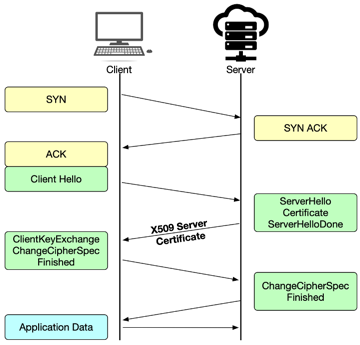 Client
Server
SYN
SYN ACK
ACK
Client Hello
ServerHello
Certificate
ServerHelloDone
X509 Server
Certificate
ClientKeyExchange
ChangeCipherSpec
Finished
ChangeCipherSpec
Finished
Application Data